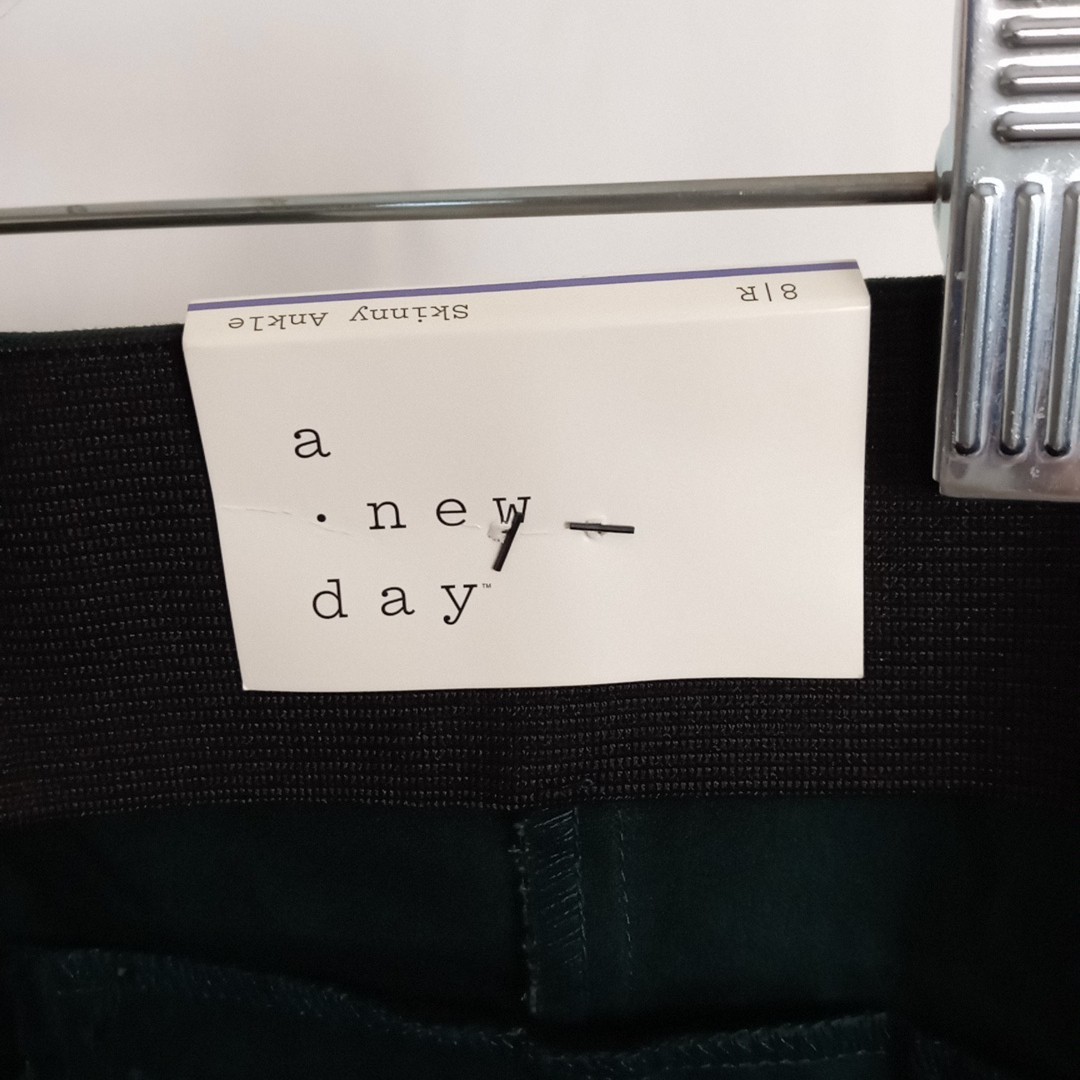 Skinny Ankle
8|R
a
· new
day™